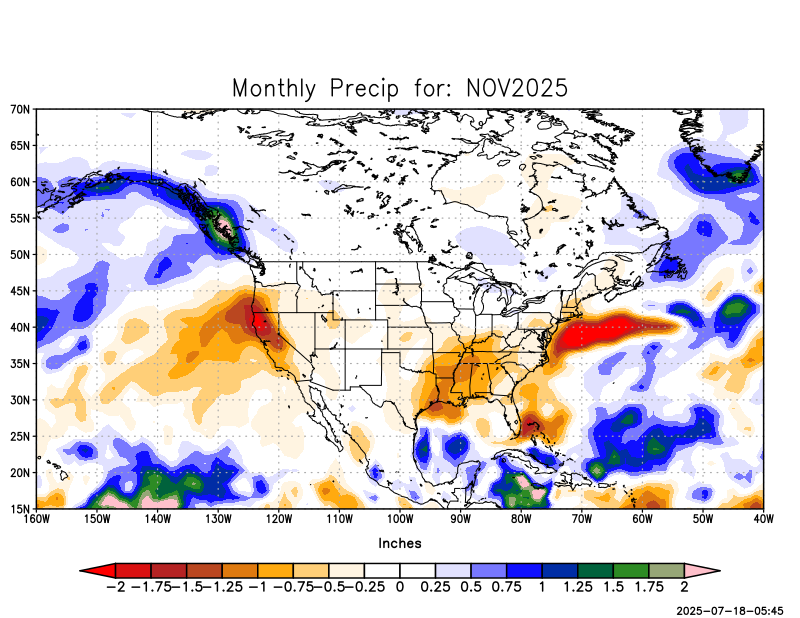 Monthly Precip for: NOV2025
70N
65N
60N
55N
50N
45N
40N
35N
30N
25N
20N
15N
160W 150W 140W 130W 120W 110W 100W 90W 80W 70W 60W 50W 40W
Inches
-2 -1.75 -1.5 -1.25 -1 -0.75 -0.5 -0.25 0 0.25 0.5 0.75 1 1.25 1.5 1.75 2
2025-07-18-05:45